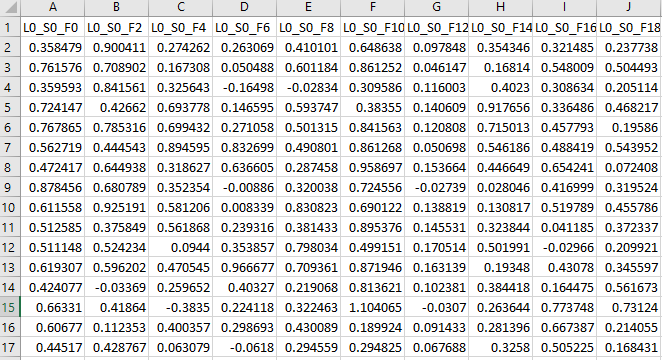 A B C D E F G H I J
1 L0_S0_F0 L0_S0_F2 L0_S0_F4 L0_S0_F6 L0_S0_F8 L0_S0_F10 L0_S0_F12 L0_S0_F14 L0_S0_F16 L0_S0_F18
2 0.358479 0.900411 0.274262 0.263069 0.410101 0.648638 0.097848 0.354346 0.321485 0.237738
3 0.761576 0.708902 0.167308 0.050488 0.601184 0.861252 0.046147 0.16814 0.548009 0.504493
4 0.359593 0.841561 0.325643 -0.16498 -0.02834 0.309586 0.116003 0.4023 0.308634 0.205114
5 0.724147 0.42662 0.693778 0.146595 0.593747 0.38355 0.140609 0.917656 0.336486 0.468217
6 0.767865 0.785316 0.699432 0.271058 0.501315 0.841563 0.120808 0.715013 0.457793 0.19586
7 0.562719 0.444543 0.894595 0.832699 0.490801 0.861268 0.050698 0.546186 0.488419 0.543952
8 0.472417 0.644938 0.318627 0.636605 0.287458 0.958697 0.153664 0.446649 0.654241 0.072408
9 0.878456 0.680789 0.352354 -0.00886 0.320038 0.724556 -0.02739 0.028046 0.416999 0.319524
10 0.611558 0.925191 0.581206 0.008339 0.830823 0.690122 0.138819 0.130817 0.519789 0.455786
11 0.512585 0.375849 0.561868 0.239316 0.381433 0.895376 0.145531 0.323844 0.041185 0.372337
12 0.511148 0.524234 0.0944 0.353857 0.798034 0.499151 0.170514 0.501991 -0.02966 0.209921
13 0.619307 0.596202 0.470545 0.966677 0.709361 0.871946 0.163139 0.19348 0.43078 0.345597
14 0.424077 -0.03369 0.259652 0.40327 0.219068 0.813621 0.102381 0.384418 0.164475 0.561673
15 0.66331 0.41864 -0.3835 0.224118 0.322463 1.104065 -0.0307 0.263644 0.773748 0.73124
16 0.60677 0.112353 0.400357 0.298693 0.430089 0.189924 0.091433 0.281396 0.667387 0.214055
17 0.44517 0.428767 0.063079 -0.0618 0.294559 0.294825 0.067688 0.3258 0.505225 0.168431